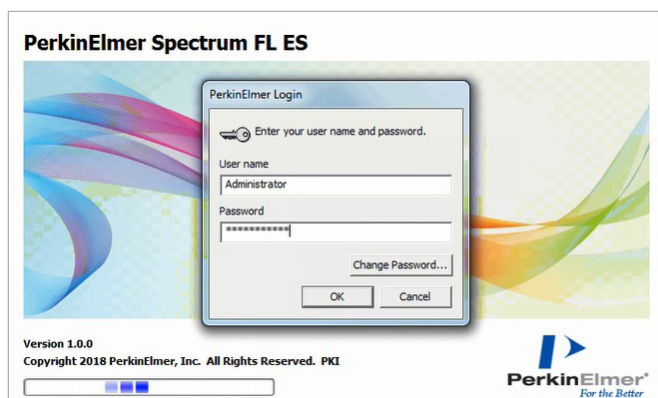 PerkinElmer Spectrum FL ES
PerkinElmer Login
Enter your user name and password.
User name
Administrator
Password
***********
Change Password...
OK
Cancel
Version 1.0.0
Copyright 2018 PerkinElmer, Inc. All Rights Reserved. PKI
PerkinElmer®
For the Better